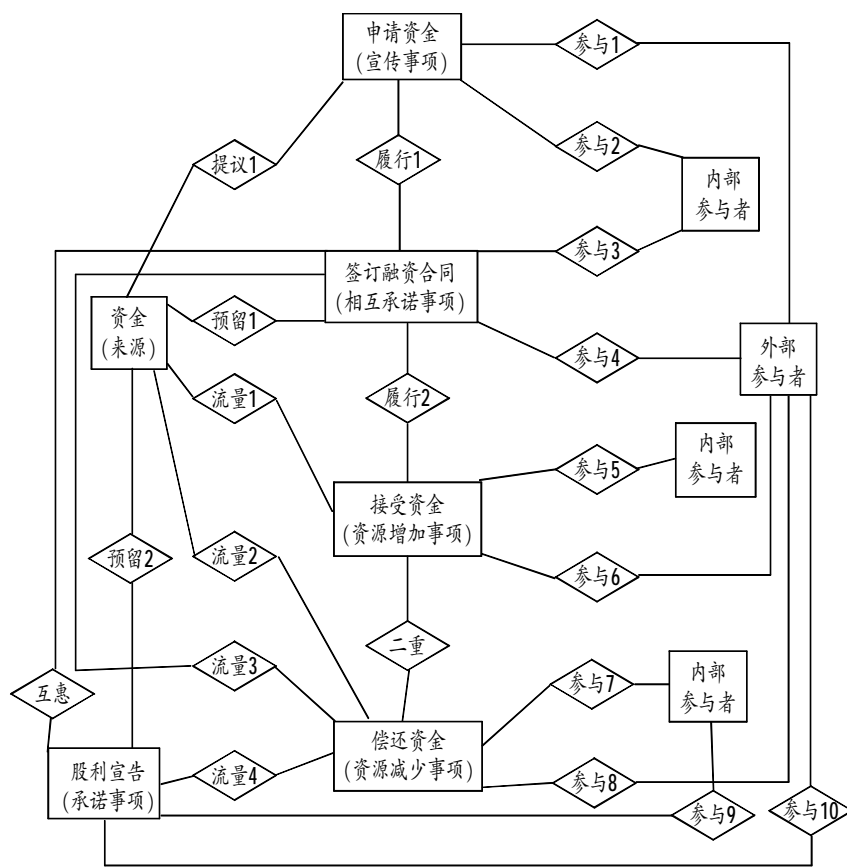 申请资金
(宣传事项)
参与1
提议1
履行1
参与2
内部
参与者
参与3
签订融资合同
(相互承诺事项)
资金
(来源)
预留1
参与4
外部
参与者
流量1
履行2
参与5
内部
参与者
接受资金
(资源增加事项)
预留2
流量2
参与6
二重
互惠
流量3
参与7
内部
参与者
股利宣告
(承诺事项)
流量4
偿还资金
(资源减少事项)
参与8
参与9
参与10